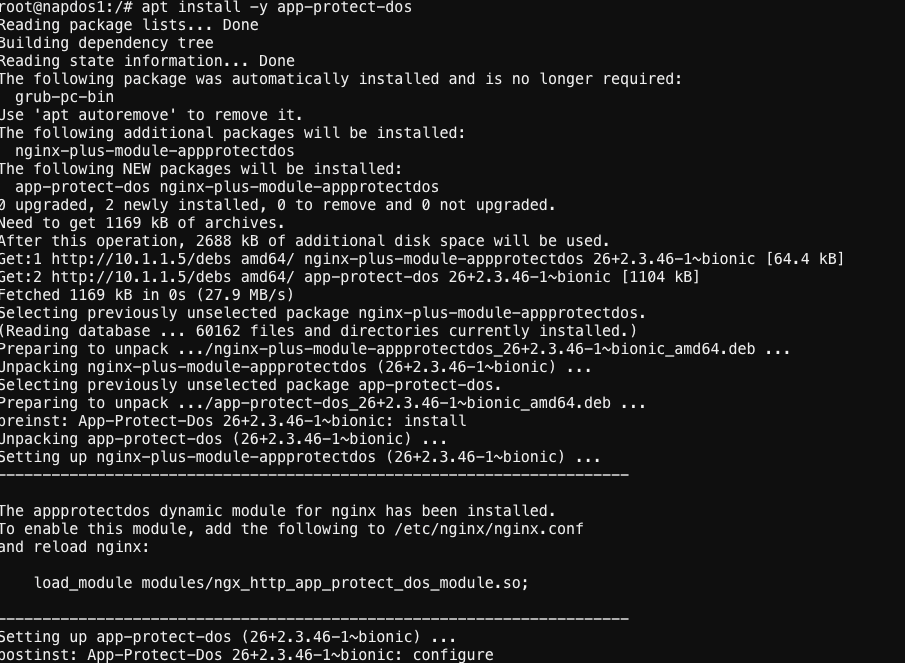 root@napdos1:/# apt install -y app-protect-dos
Reading package lists... Done
Building dependency tree
Reading state information... Done
The following package was automatically installed and is no longer required:
  grub-pc-bin
Use 'apt autoremove' to remove it.
The following additional packages will be installed:
  nginx-plus-module-appprotectdos
The following NEW packages will be installed:
  app-protect-dos nginx-plus-module-appprotectdos
0 upgraded, 2 newly installed, 0 to remove and 0 not upgraded.
Need to get 1169 kB of archives.
After this operation, 2688 kB of additional disk space will be used.
Get:1 http://10.1.1.5/debs amd64/ nginx-plus-module-appprotectdos 26+2.3.46-1~bionic [64.4 kB]
Get:2 http://10.1.1.5/debs amd64/ app-protect-dos 26+2.3.46-1~bionic [1104 kB]
Fetched 1169 kB in 0s (27.9 MB/s)
Selecting previously unselected package nginx-plus-module-appprotectdos.
(Reading database ... 60162 files and directories currently installed.)
Preparing to unpack .../nginx-plus-module-appprotectdos_26+2.3.46-1~bionic_amd64.deb ...
Unpacking nginx-plus-module-appprotectdos (26+2.3.46-1~bionic) ...
Selecting previously unselected package app-protect-dos.
Preparing to unpack .../app-protect-dos_26+2.3.46-1~bionic_amd64.deb ...
preinst: App-Protect-Dos 26+2.3.46-1~bionic: install
Unpacking app-protect-dos (26+2.3.46-1~bionic) ...
Setting up nginx-plus-module-appprotectdos (26+2.3.46-1~bionic) ...
----------------------------------------------------------------------
The appprotectdos dynamic module for nginx has been installed.
To enable this module, add the following to /etc/nginx/nginx.conf
and reload nginx:
    load_module modules/ngx_http_app_protect_dos_module.so;
----------------------------------------------------------------------
Setting up app-protect-dos (26+2.3.46-1~bionic) ...
postinst: App-Protect-Dos 26+2.3.46-1~bionic: configure